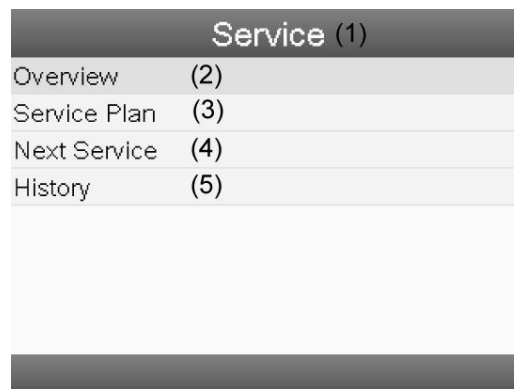 Service (1)
Overview (2)
Service Plan (3)
Next Service (4)
History (5)